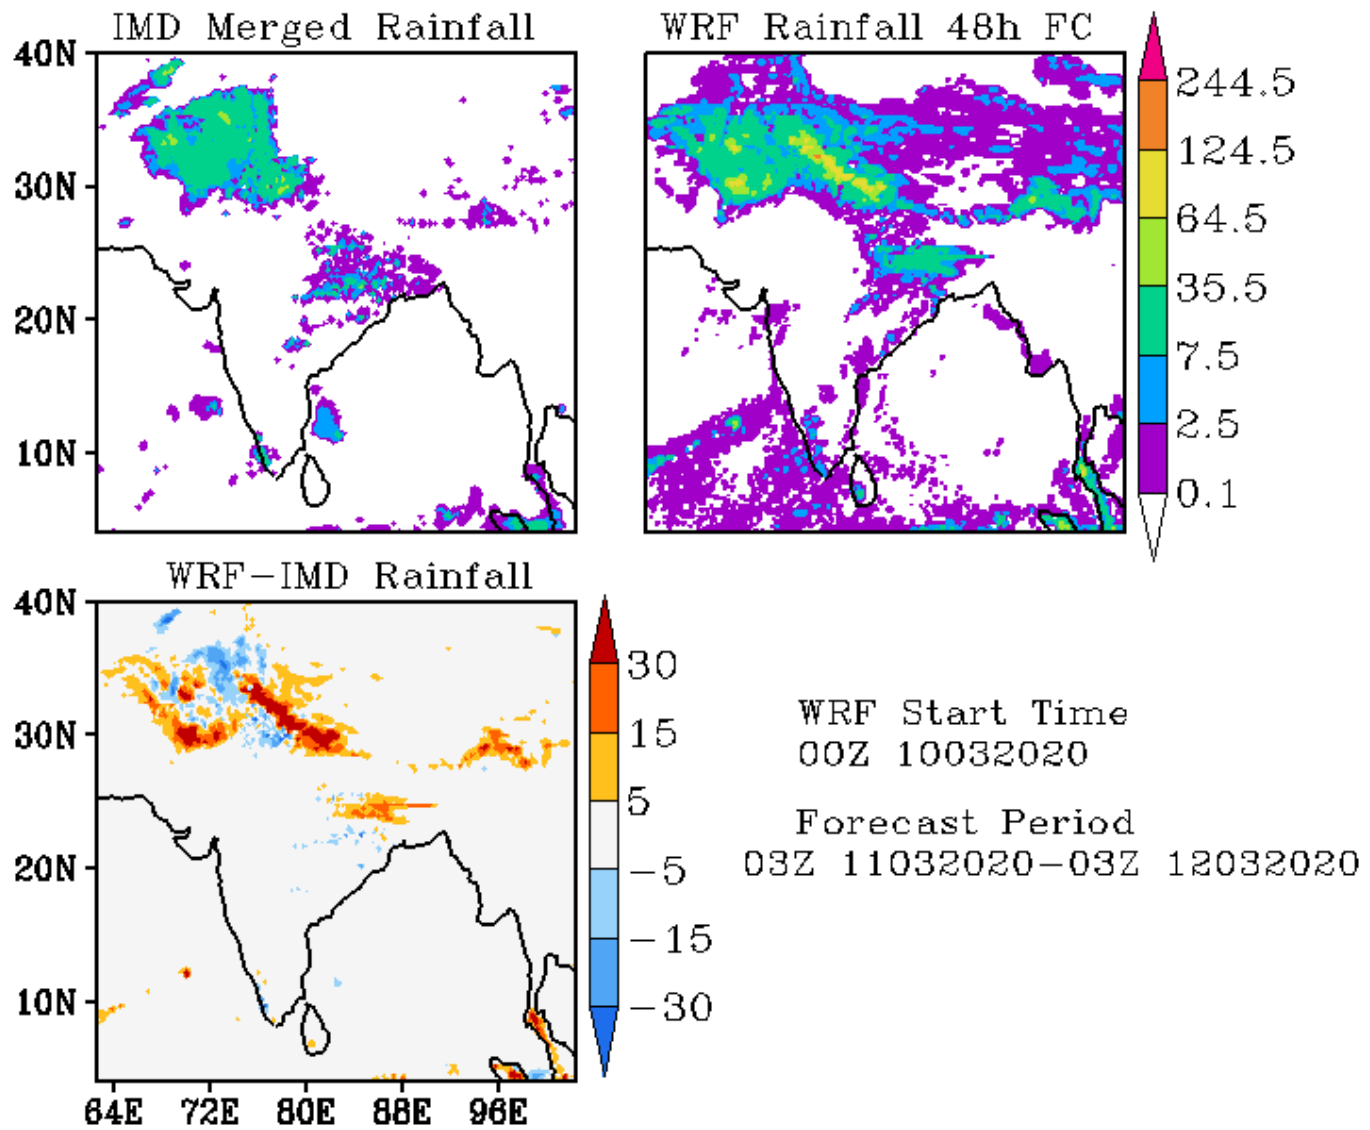 IMD Merged Rainfall
40N
30N
20N
10N
WRF Rainfall 48h FC
244.5
124.5
64.5
35.5
7.5
2.5
0.1
WRF-IMD Rainfall
40N
30N
20N
10N
64E 72E 80E 88E 96E
30
15
5
-5
-15
-30
WRF Start Time
00Z 10032020
Forecast Period
03Z 11032020-03Z 12032020